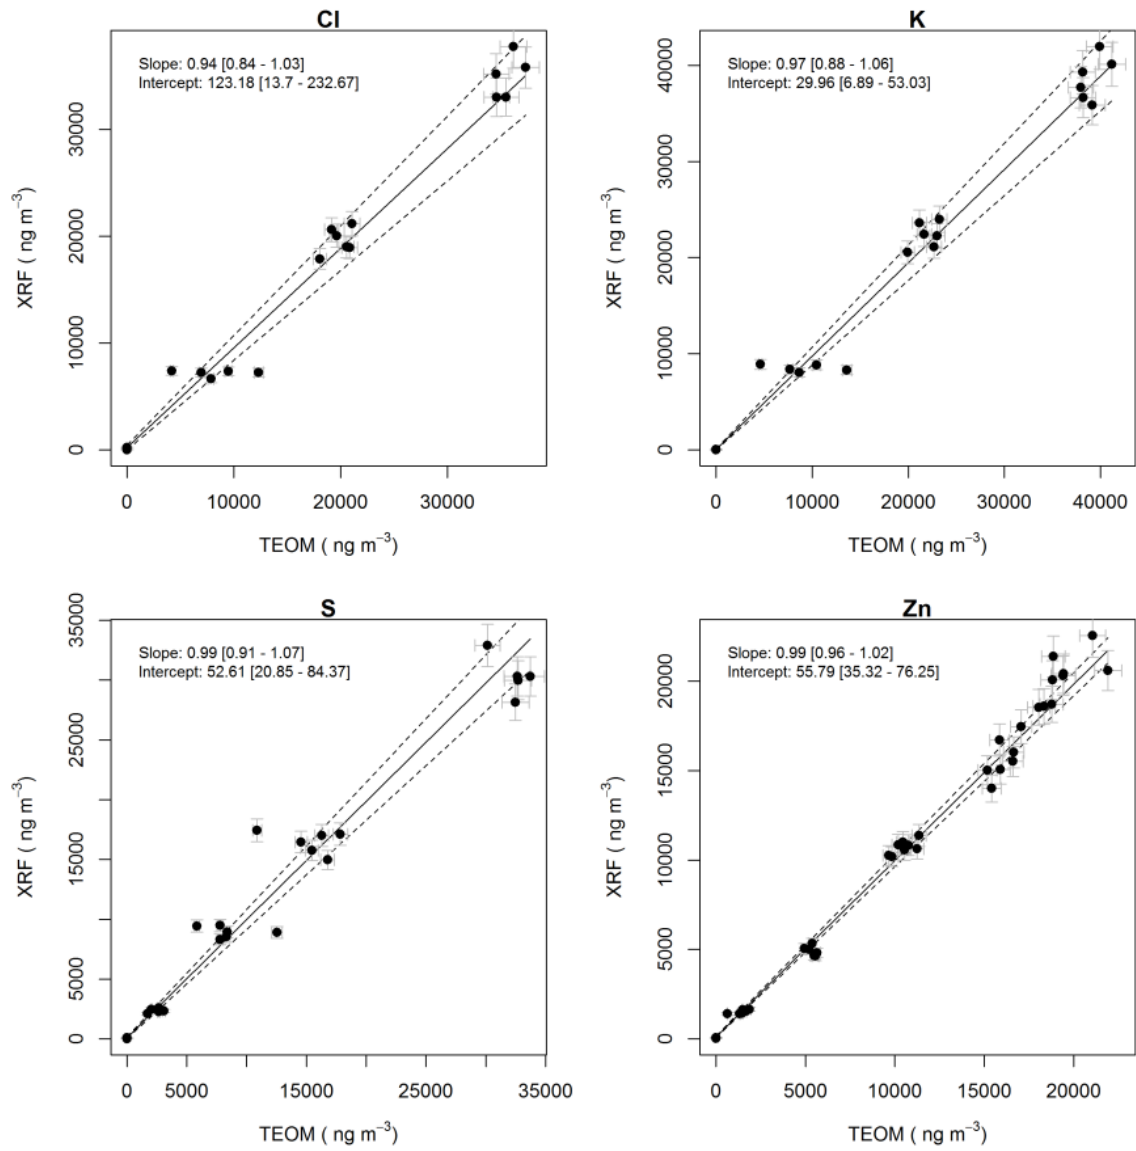 Cl
Slope: 0.94 [0.84 - 1.03]
Intercept: 123.18 [13.7 - 232.67]
XRF ( ng m⁻³)
0
10000
20000
30000
0 10000 20000 30000
TEOM ( ng m⁻³)
K
Slope: 0.97 [0.88 - 1.06]
Intercept: 29.96 [6.89 - 53.03]
XRF ( ng m⁻³)
0
10000
20000
30000
40000
0 10000 20000 30000 40000
TEOM ( ng m⁻³)
S
Slope: 0.99 [0.91 - 1.07]
Intercept: 52.61 [20.85 - 84.37]
XRF ( ng m⁻³)
0
5000
15000
25000
35000
0 5000 15000 25000 35000
TEOM ( ng m⁻³)
Zn
Slope: 0.99 [0.96 - 1.02]
Intercept: 55.79 [35.32 - 76.25]
XRF ( ng m⁻³)
0
5000
10000
15000
20000
0 5000 10000 15000 20000
TEOM ( ng m⁻³)